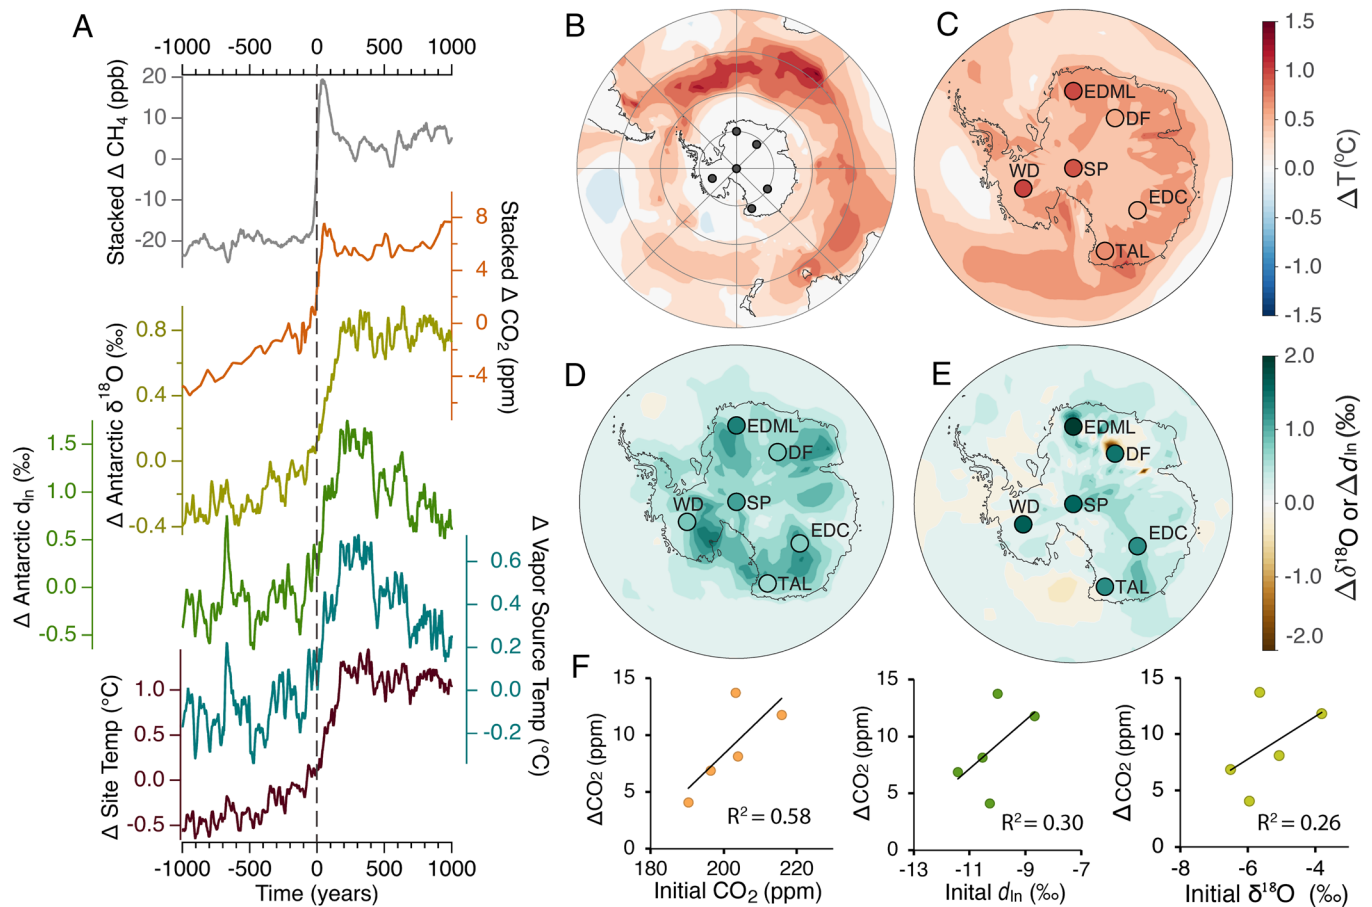 A
-1000 -500 0 500 1000
Stacked Δ CH4 (ppb)
20
10
0
-10
-20
Stacked Δ CO2 (ppm)
8
4
0
-4
Δ Antarctic δ18O (‰)
0.8
0.4
0.0
-0.4
Δ Antarctic dln (‰)
1.5
1.0
0.5
0.0
-0.5
Δ Vapor Source Temp (°C)
0.6
0.4
0.2
0.0
-0.2
Δ Site Temp (°C)
1.0
0.5
0.0
-0.5
-1000 -500 0 500 1000
Time (years)
B
C
EDML
DF
WD
SP
EDC
TAL
1.5
1.0
0.5
0.0
-0.5
-1.0
-1.5
ΔT (°C)
D
EDML
DF
WD
SP
EDC
TAL
E
EDML
DF
WD
SP
EDC
TAL
2.0
1.0
0.0
-1.0
-2.0
Δδ18O or Δdln (‰)
F
ΔCO2 (ppm)
15
10
5
0
R2 = 0.58
180 200 220
Initial CO2 (ppm)
ΔCO2 (ppm)
15
10
5
0
R2 = 0.30
-13 -11 -9 -7
Inital dln (‰)
ΔCO2 (ppm)
15
10
5
0
R2 = 0.26
-8 -6 -4
Initial δ18O (‰)